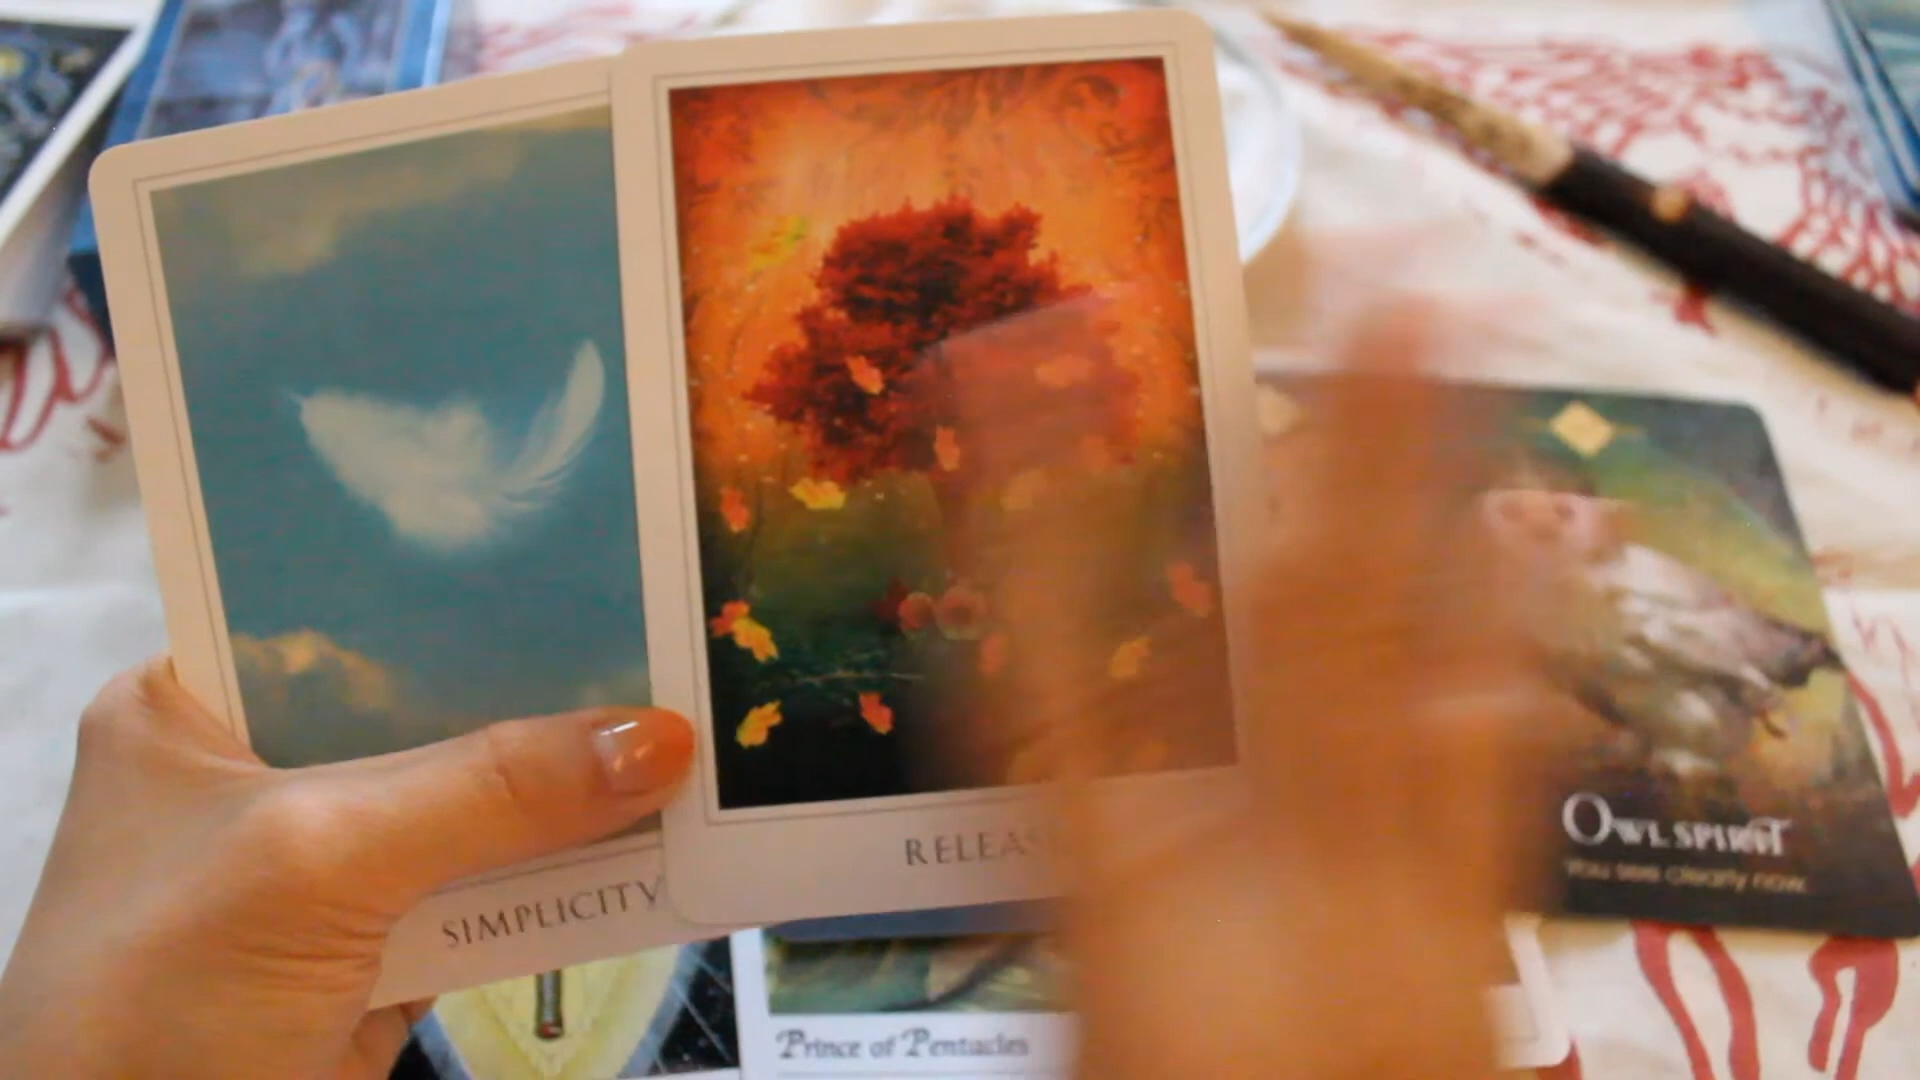 SIMPLICITY
RELEAS
OWL SPIRIT
You see clearly now.
Prince of Pentacles